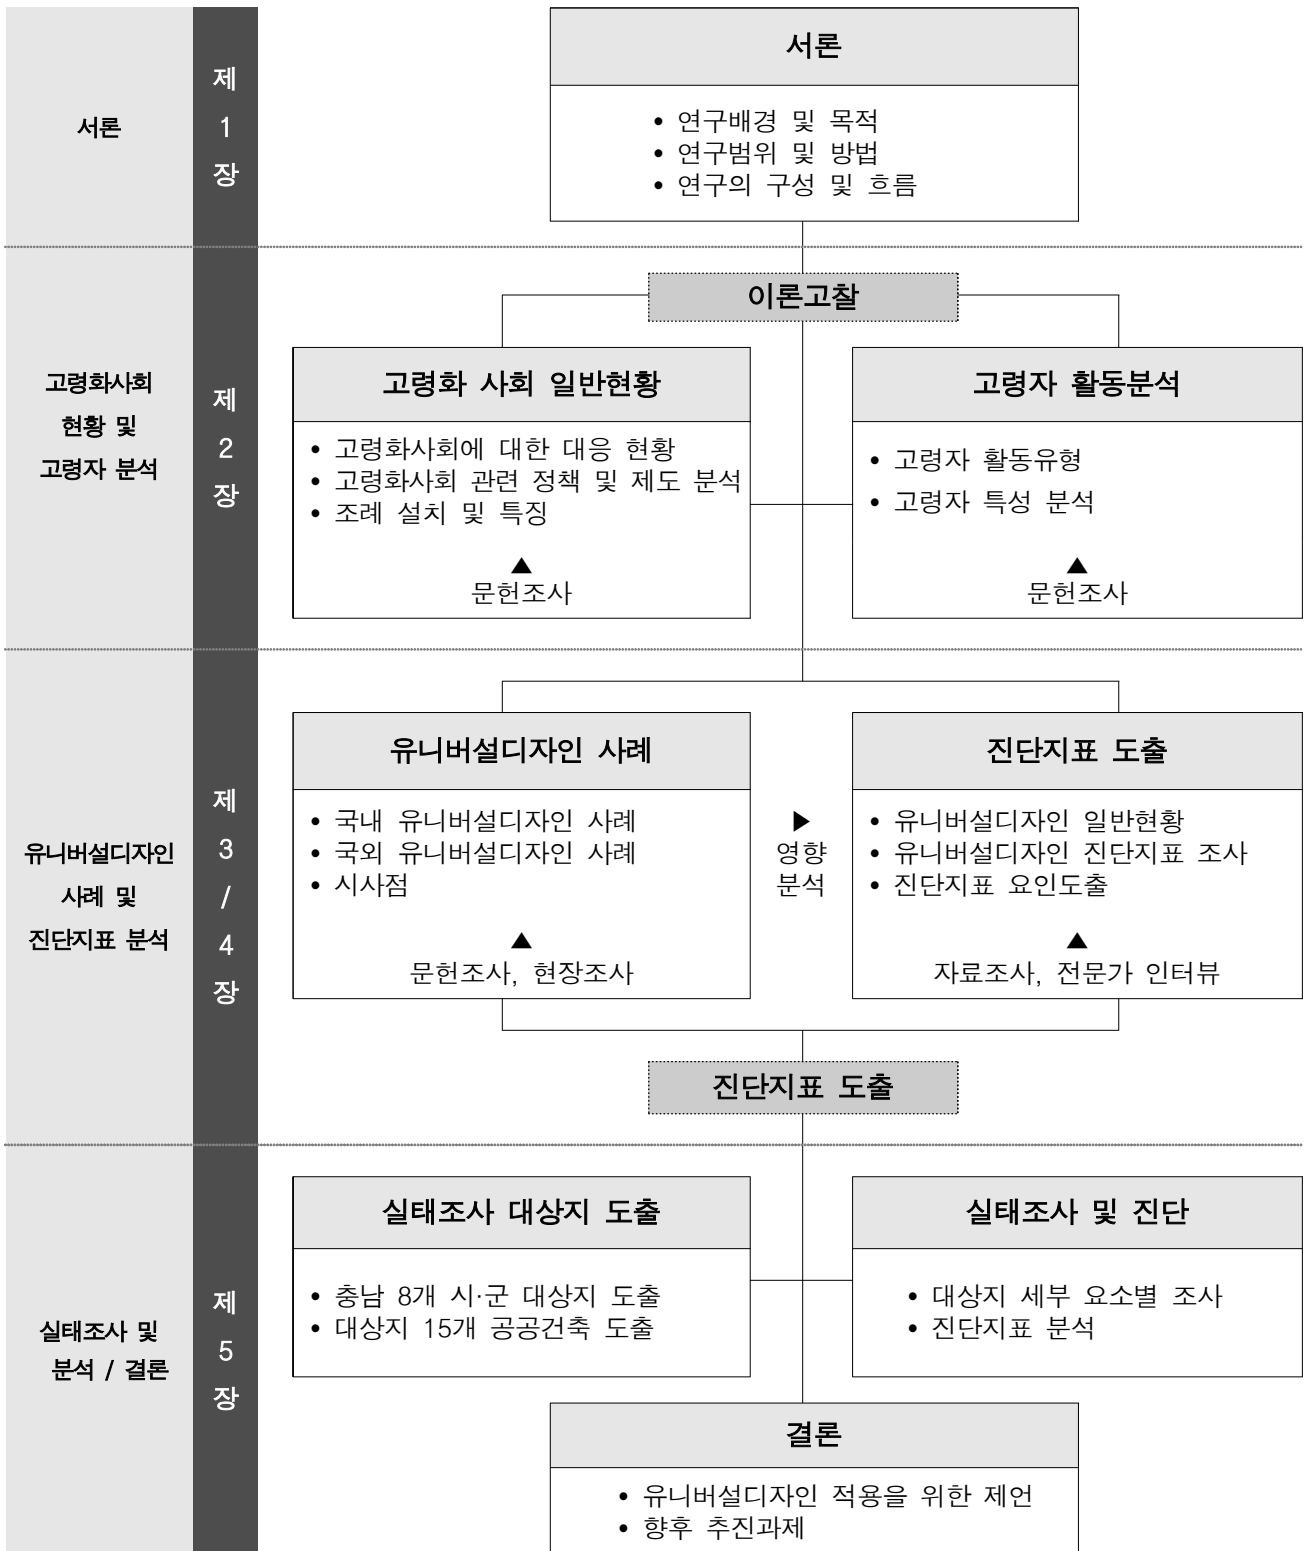 서론
제
1
장
서론
• 연구배경 및 목적
• 연구범위 및 방법
• 연구의 구성 및 흐름
고령화사회
현황 및
고령자 분석
제
2
장
이론고찰
고령화 사회 일반현황
• 고령화사회에 대한 대응 현황
• 고령화사회 관련 정책 및 제도 분석
• 조례 설치 및 특징
▲
문헌조사
고령자 활동분석
• 고령자 활동유형
• 고령자 특성 분석
▲
문헌조사
유니버설디자인
사례 및
진단지표 분석
제
3
/
4
장
유니버설디자인 사례
• 국내 유니버설디자인 사례
• 국외 유니버설디자인 사례
• 시사점
▲
문헌조사, 현장조사
▶
영향
분석
진단지표 도출
• 유니버설디자인 일반현황
• 유니버설디자인 진단지표 조사
• 진단지표 요인도출
▲
자료조사, 전문가 인터뷰
진단지표 도출
실태조사 및
분석 / 결론
제
5
장
실태조사 대상지 도출
• 충남 8개 시·군 대상지 도출
• 대상지 15개 공공건축 도출
실태조사 및 진단
• 대상지 세부 요소별 조사
• 진단지표 분석
결론
• 유니버설디자인 적용을 위한 제언
• 향후 추진과제